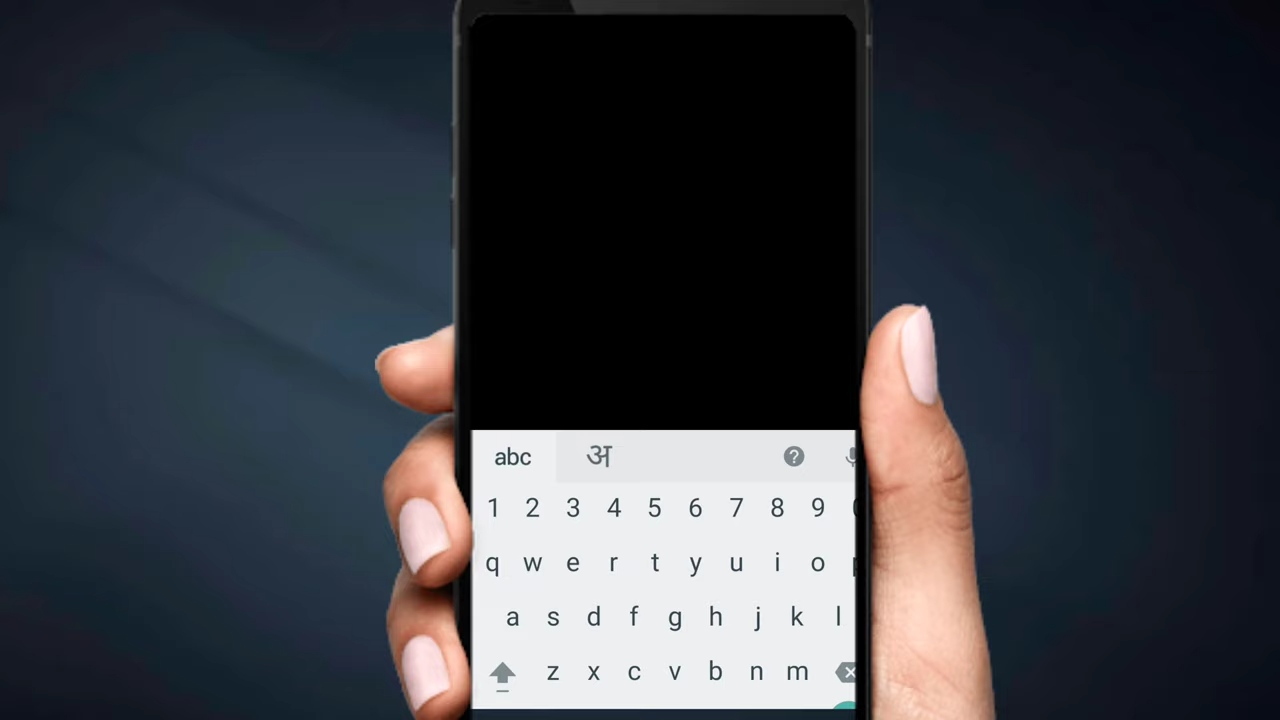 abc अ ?
1 2 3 4 5 6 7 8 9
q w e r t y u i o
a s d f g h j k l
z x c v b n m